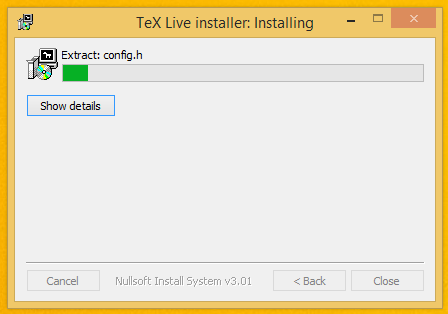 TeX Live installer: Installing
Extract: config.h
Show details
Cancel
Nullsoft Install System v3.01
< Back
Close